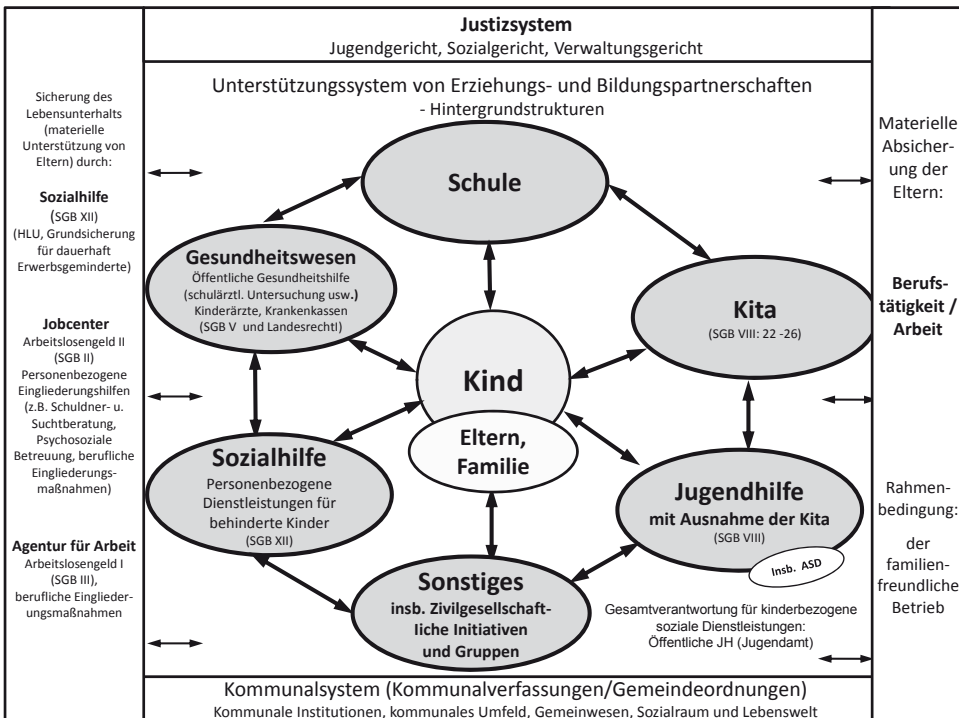 Justizsystem
Jugendgericht, Sozialgericht, Verwaltungsgericht
Sicherung des
Lebensunterhalts
(materielle
Unterstützung von
Eltern) durch:
Sozialhilfe
(SGB XII)
(HLU, Grundsicherung
für dauerhaft
Erwerbsgeminderte)
Jobcenter
Arbeitslosengeld II
(SGB II)
Personenbezogene
Eingliederungshilfen
(z.B. Schuldner- u.
Suchtberatung,
Psychosoziale
Betreuung, berufliche
Eingliederungs-
maßnahmen)
Agentur für Arbeit
Arbeitslosengeld I
(SGB III),
berufliche Eingliede-
rungsmaßnahmen
Unterstützungssystem von Erziehungs- und Bildungspartnerschaften
- Hintergrundstrukturen
Schule
Gesundheitswesen
Öffentliche Gesundheitshilfe
(schulärztl. Untersuchung usw.)
Kinderärzte, Krankenkassen
(SGB V und Landesrechtl)
Kita
(SGB VIII: 22 -26)
Kind
Eltern,
Familie
Sozialhilfe
Personenbezogene
Dienstleistungen für
behinderte Kinder
(SGB XII)
Jugendhilfe
mit Ausnahme der Kita
(SGB VIII)
Insb. ASD
Sonstiges
insb. Zivilgesellschaft-
lliche Initiativen
und Gruppen
Gesamtverantwortung für kinderbezogene
soziale Dienstleistungen:
Öffentliche JH (Jugendamt)
Materielle
Absicher-
ung der
Eltern:
Berufs-
tätigkeit /
Arbeit
Rahmen-
bedingung:
der
familien-
freundliche
Betrieb
Kommunalsystem (Kommunalverfassungen/Gemeindeordnungen)
Kommunale Institutionen, kommunales Umfeld, Gemeinwesen, Sozialraum und Lebenswelt